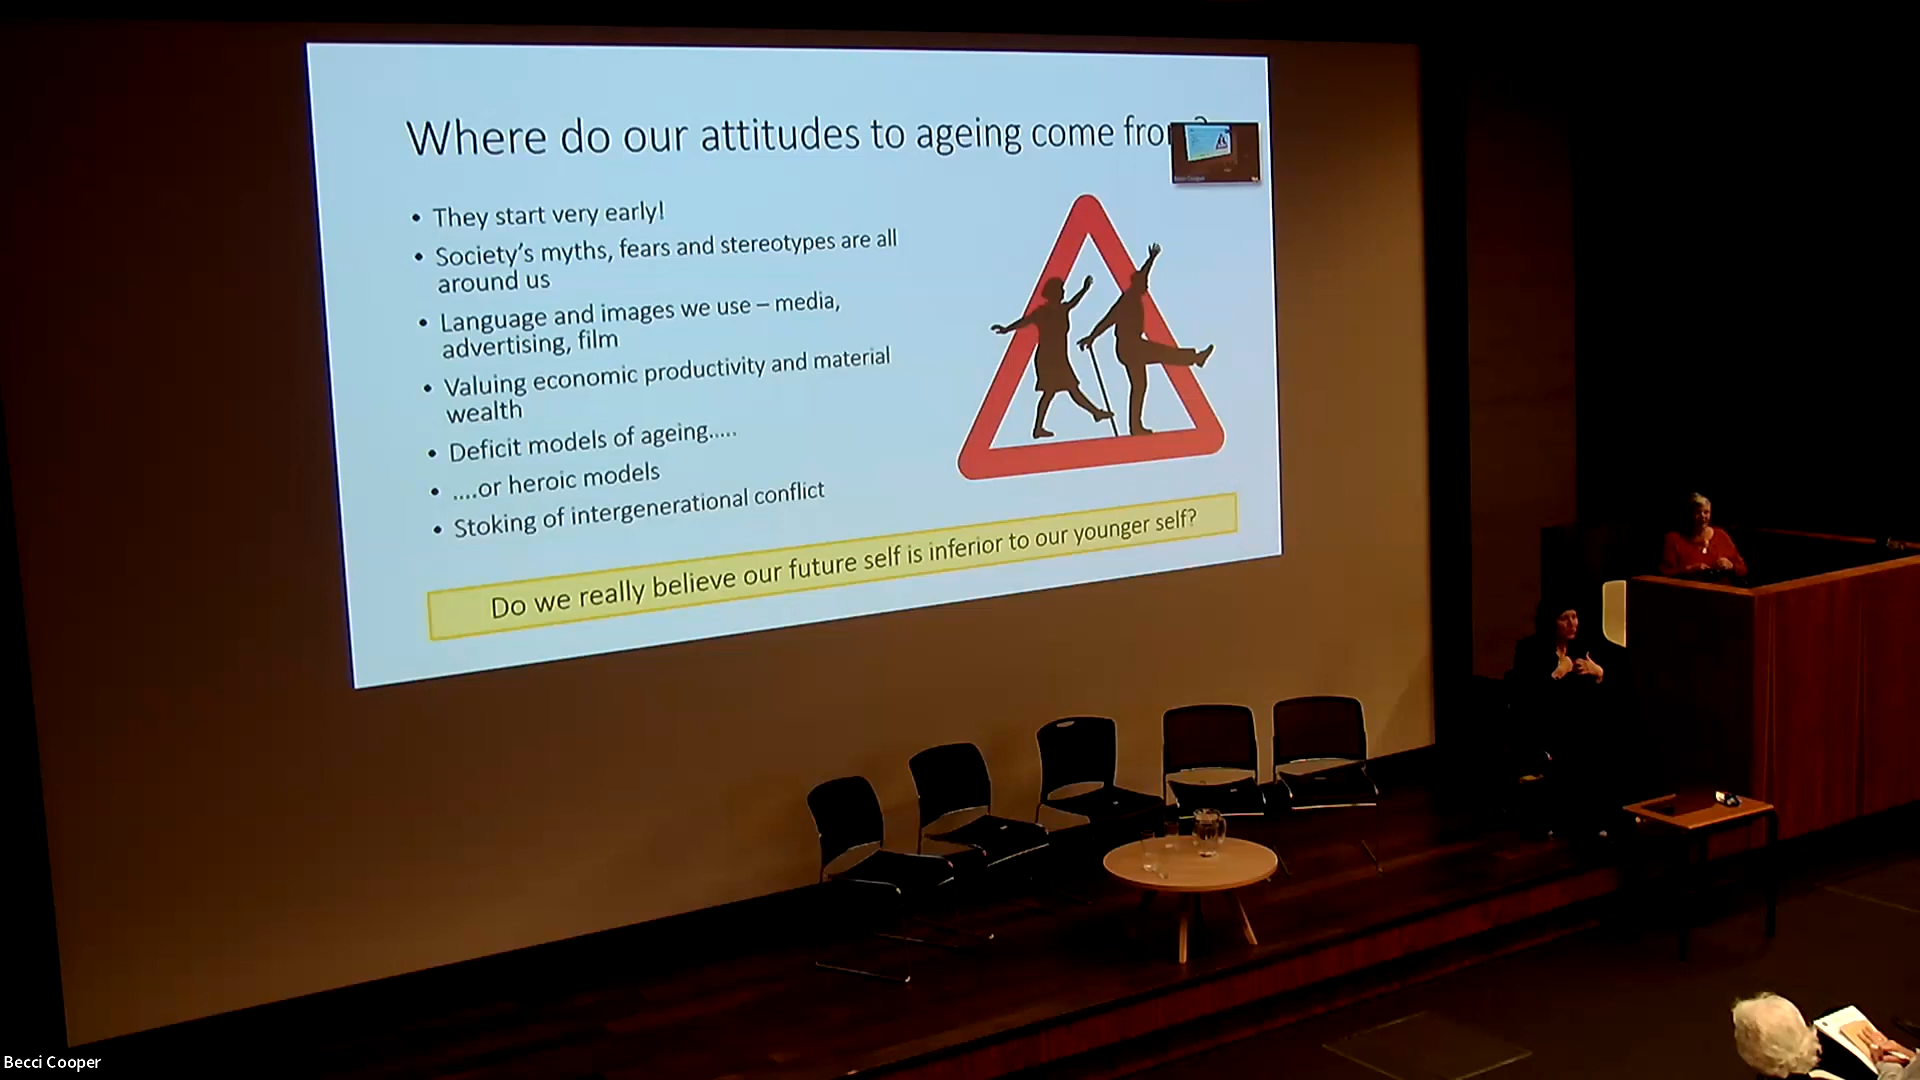 Where do our attitudes to ageing come from?
• They start very early!
• Society's myths, fears and stereotypes are all
around us
• Language and images we use – media,
advertising, film
• Valuing economic productivity and material
wealth
• Deficit models of ageing.....
• ....or heroic models
• Stoking of intergenerational conflict
Do we really believe our future self is inferior to our younger self?
Becci Cooper